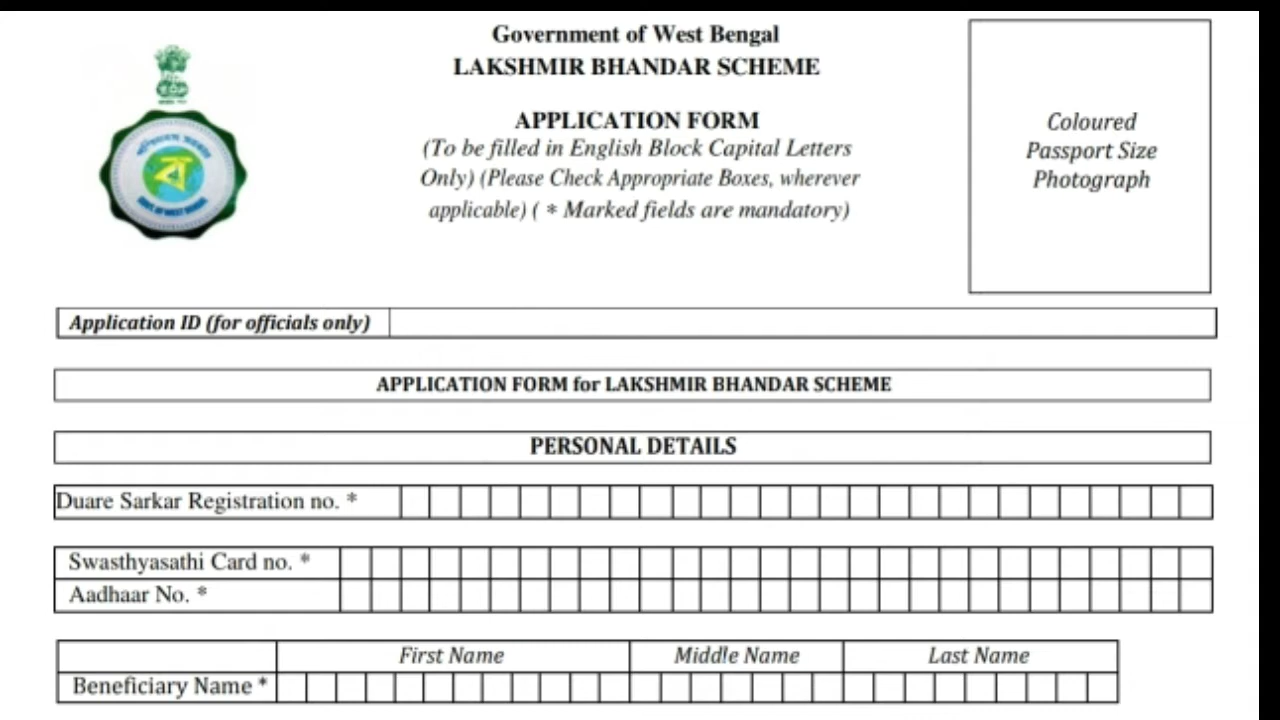 Government of West Bengal
LAKSHMIR BHANDAR SCHEME
APPLICATION FORM
(To be filled in English Block Capital Letters
Only) (Please Check Appropriate Boxes, wherever
applicable) ( * Marked fields are mandatory)
Coloured
Passport Size
Photograph
ব
Application ID (for officials only)
APPLICATION FORM for LAKSHMIR BHANDAR SCHEME
PERSONAL DETAILS
Duare Sarkar Registration no. *
Swasthyasathi Card no. *
Aadhaar No. *
First Name Middle Name Last Name
Beneficiary Name *